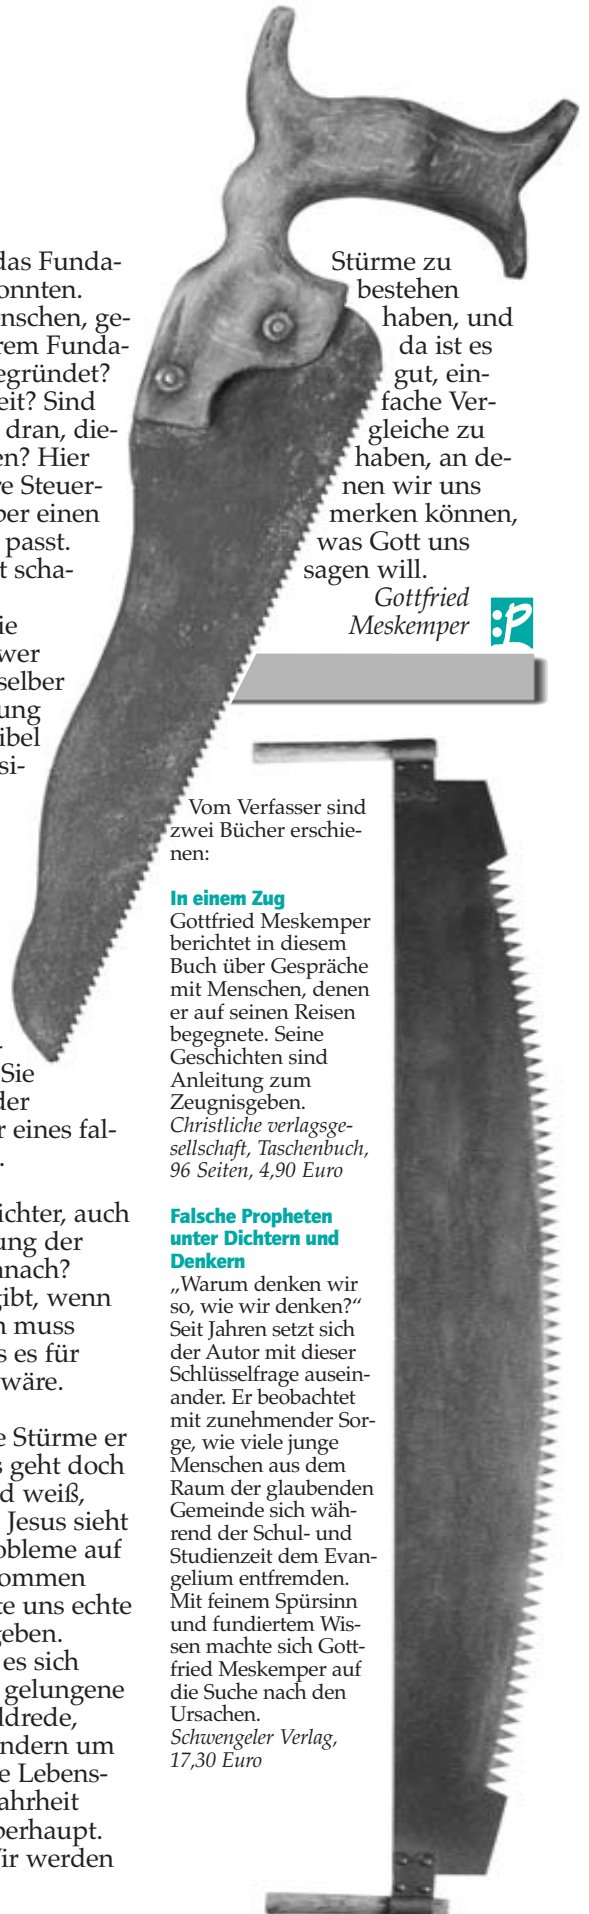 das Funda-
onnten.
nschen, ge-
rem Funda-
egründet?
eit? Sind
dran, die-
en? Hier
re Steuer-
ber einen
passt.
t scha-
ie
wer
selber
ung
ibel
si-
Sie
der
r eines fal-
.
ichter, auch
ung der
nnach?
gibt, wenn
n muss
s es für
wäre.
e Stürme er
s geht doch
d weiß,
Jesus sieht
obleme auf
ommen
te uns echte
geben.
es sich
gelungene
ldrede,
ndern um
e Lebens-
ahrheit
berhaupt.
ir werden
Stürme zu
bestehen
haben, und
da ist es
gut, ein-
fache Ver-
gleiche zu
haben, an de-
nen wir uns
merken können,
was Gott uns
sagen will.
Gottfried
Meskemper
:P
Vom Verfasser sind
zwei Bücher erschie-
nen:
In einem Zug
Gottfried Meskemper
berichtet in diesem
Buch über Gespräche
mit Menschen, denen
er auf seinen Reisen
begegnete. Seine
Geschichten sind
Anleitung zum
Zeugnisgeben.
Christliche verlagsge-
sellschaft, Taschenbuch,
96 Seiten, 4,90 Euro
Falsche Propheten
unter Dichtern und
Denkern
„Warum denken wir
so, wie wir denken?“
Seit Jahren setzt sich
der Autor mit dieser
Schlüsselfrage ausein-
ander. Er beobachtet
mit zunehmender Sor-
ge, wie viele junge
Menschen aus dem
Raum der glaubenden
Gemeinde sich wäh-
rend der Schul- und
Studienzeit dem Evan-
gelium entfremden.
Mit feinem Spürsinn
und fundiertem Wis-
sen machte sich Gott-
fried Meskemper auf
die Suche nach den
Ursachen.
Schwengeler Verlag,
17,30 Euro